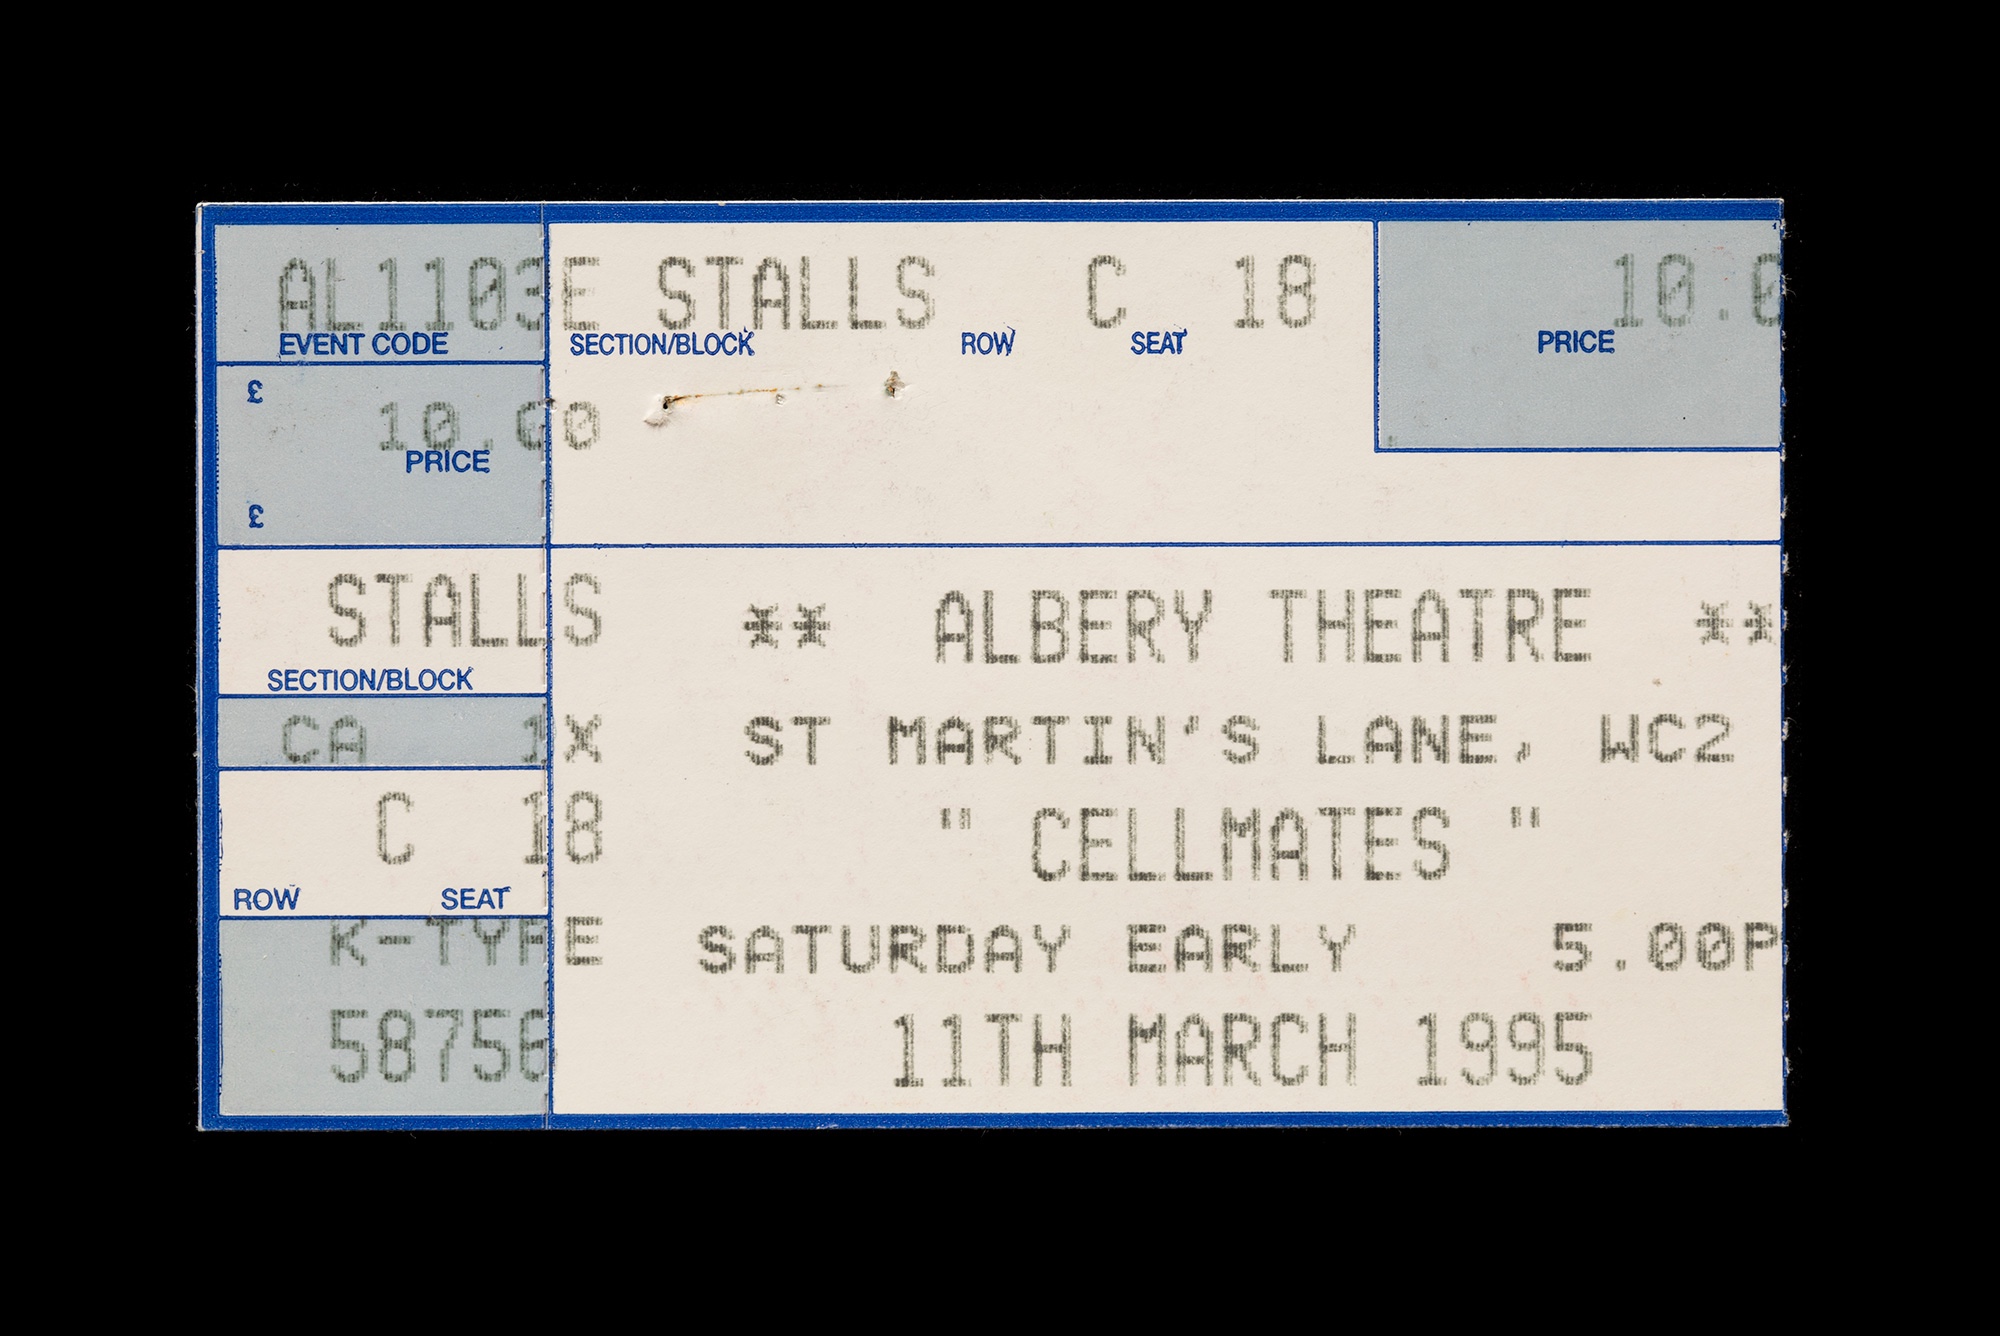 AL1103E
EVENT CODE
£
10.00
PRICE
£
STALLS
SECTION/BLOCK
CA 1X
C 18
ROW SEAT
K-TYPE
58756
STALLS C 18 10.0
SECTION/BLOCK ROW SEAT PRICE
** ALBERY THEATRE **
ST MARTIN'S LANE, WC2
" CELLMATES "
SATURDAY EARLY 5.00P
11TH MARCH 1995